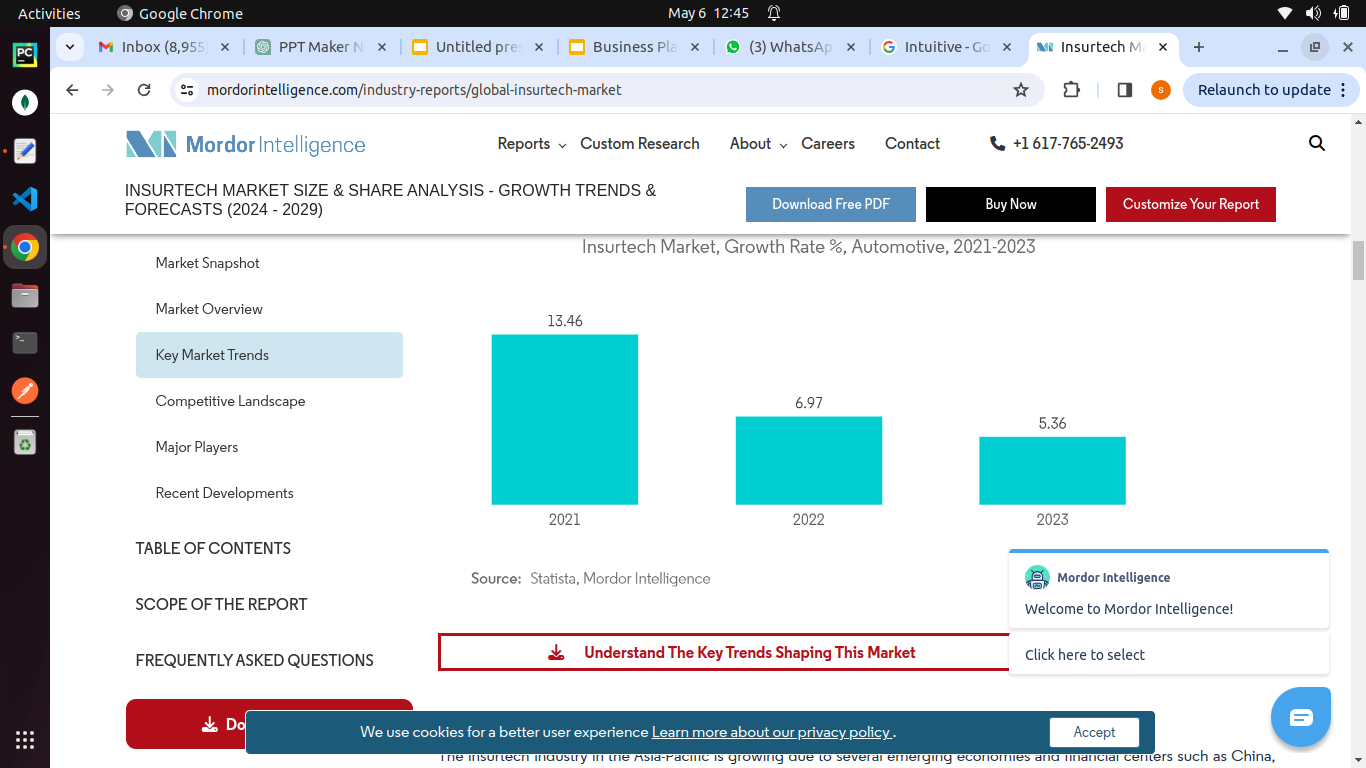 Activities
Google Chrome
May 6 12:45
Inbox (8,955)
PPT Maker N
Untitled pres
Business Pla
(3) WhatsAp
Intuitive - Go
Insurtech Ma
mordorintelligence.com/industry-reports/global-insurtech-market
S
Relaunch to update
Mordor Intelligence
Reports
Custom Research
About
Careers
Contact
+1 617-765-2493
INSURTECH MARKET SIZE & SHARE ANALYSIS - GROWTH TRENDS &
FORECASTS (2024 - 2029)
Download Free PDF
Buy Now
Customize Your Report
Market Snapshot
Market Overview
Key Market Trends
Competitive Landscape
Major Players
Recent Developments
TABLE OF CONTENTS
SCOPE OF THE REPORT
FREQUENTLY ASKED QUESTIONS
Do
Insurtech Market, Growth Rate %, Automotive, 2021-2023
13.46
6.97
5.36
2021
2022
2023
Source: Statista, Mordor Intelligence
Understand The Key Trends Shaping This Market
Mordor Intelligence
Welcome to Mordor Intelligence!
Click here to select
We use cookies for a better user experience Learn more about our privacy policy .
Accept
The insurtech industry in the Asia-Pacific is growing due to several emerging economies and financial centers such as China,